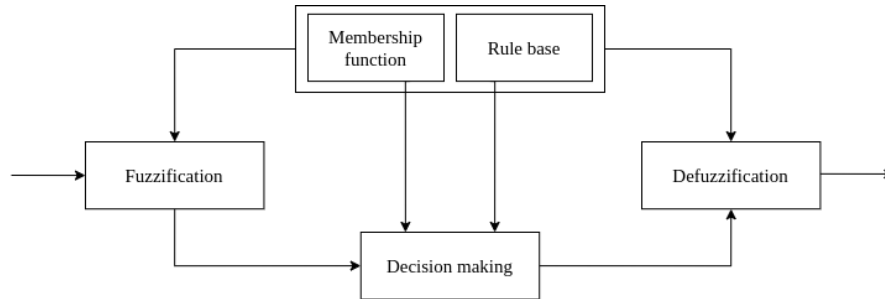 Membership
function
Rule base
Fuzzification
Defuzzification
Decision making